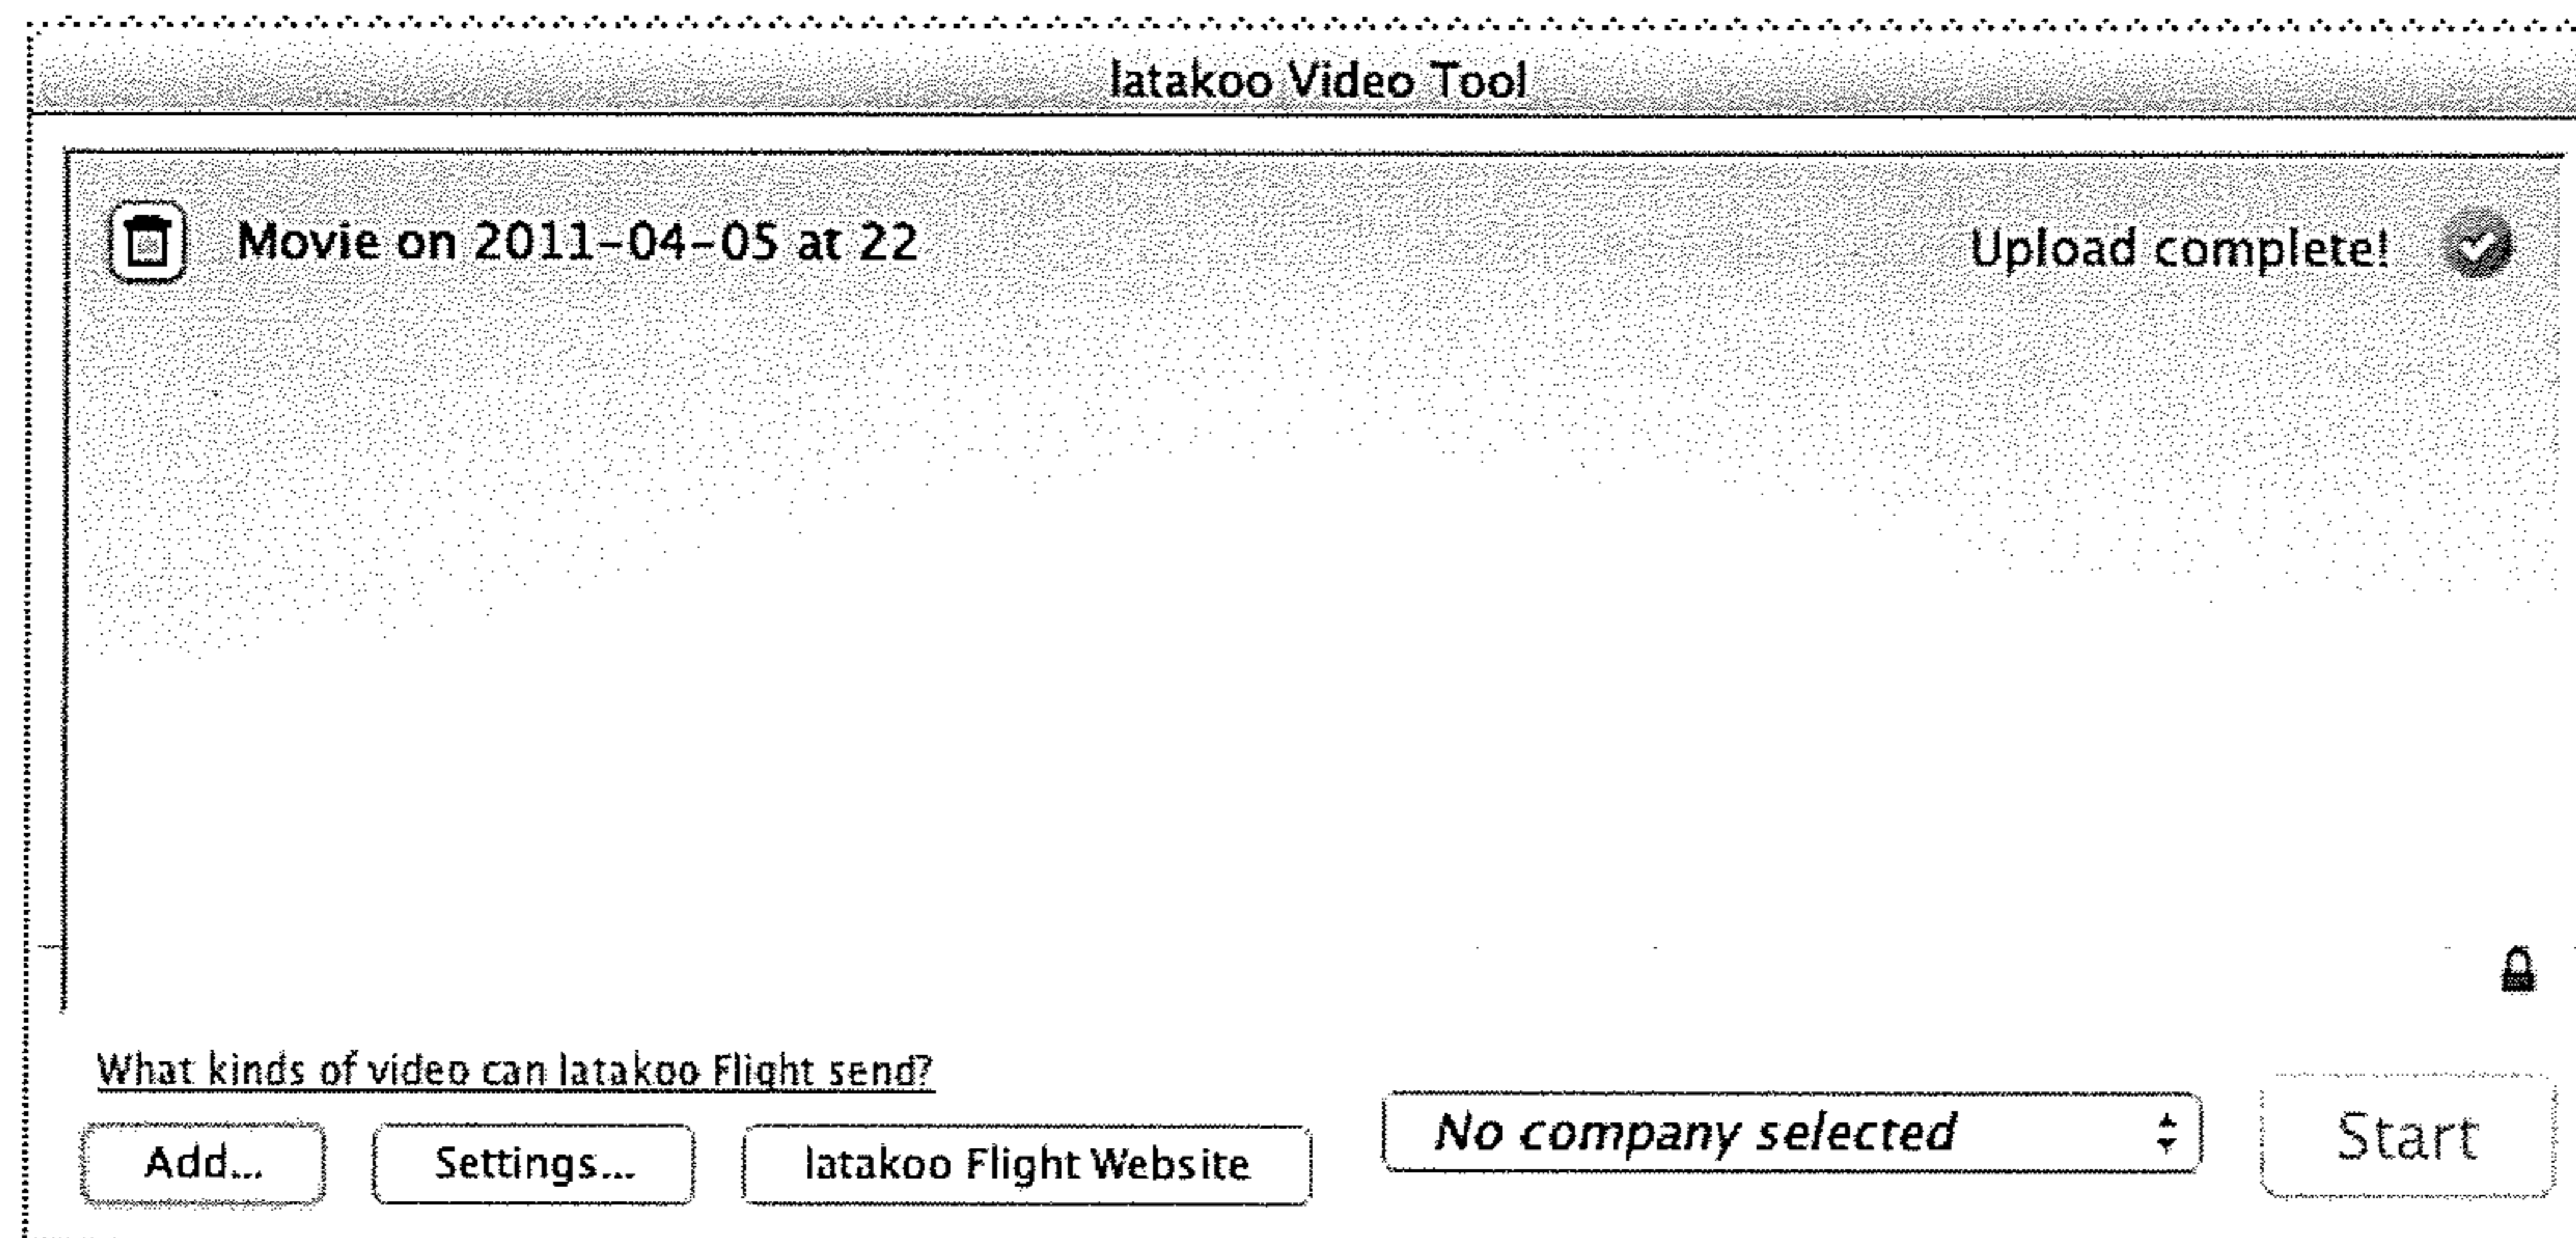 latakoo Video Tool
Movie on 2011-04-05 at 22
Upload complete!
What kinds of video can latakoo Flight send?
Add...
Settings...
latakoo Flight Website
No company selected
Start